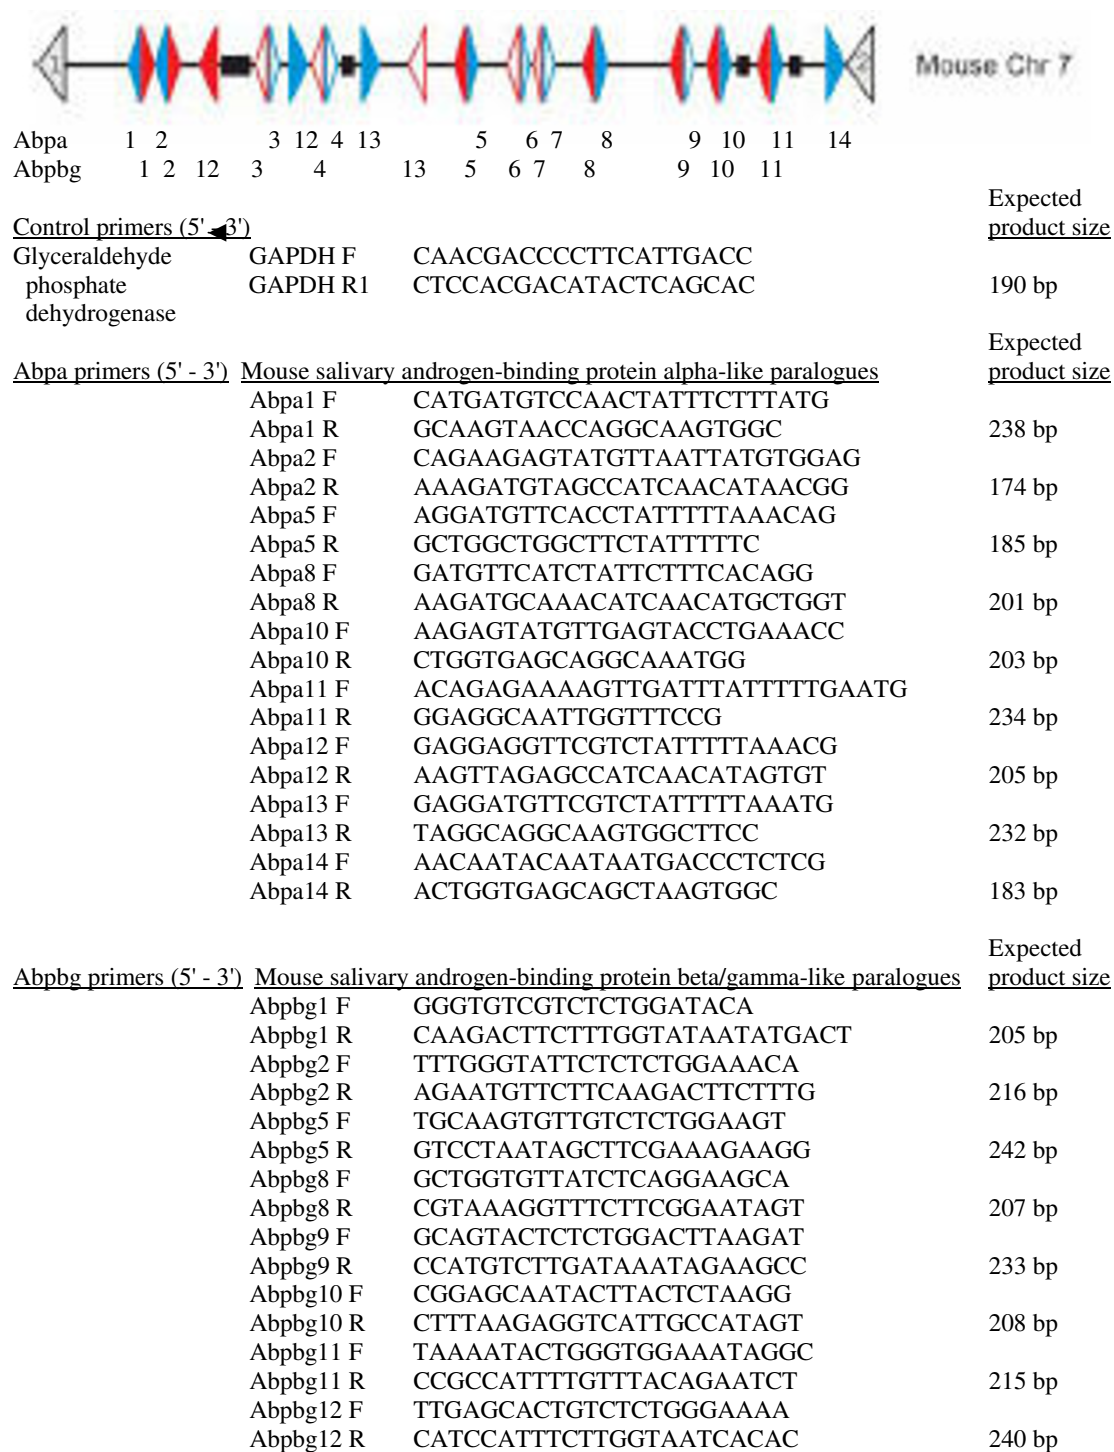 1 2 Mouse Chr 7
Abpa 1 2 3 12 4 13 5 6 7 8 9 10 11 14
Abpbg 1 2 12 3 4 13 5 6 7 8 9 10 11
Expected
Control primers (5' - 3') product size
Glyceraldehyde GAPDH F CAACGACCCCTTCATTGACC
phosphate GAPDH R1 CTCCACGACATACTCAGCAC 190 bp
dehydrogenase
Expected
Abpa primers (5' - 3') Mouse salivary androgen-binding protein alpha-like paralogues product size
Abpa1 F CATGATGTCCAACTATTTCTTTATG
Abpa1 R GCAAGTAACCAGGCAAGTGGC 238 bp
Abpa2 F CAGAAGAGTATGTTAATTATGTGGAG
Abpa2 R AAAGATGTAGCCATCAACATAACGG 174 bp
Abpa5 F AGGATGTTCACCTATTTTTAAACAG
Abpa5 R GCTGGCTGGCTTCTATTTTTC 185 bp
Abpa8 F GATGTTCATCTATTCTTTCACAGG
Abpa8 R AAGATGCAAACATCAACATGCTGGT 201 bp
Abpa10 F AAGAGTATGTTGAGTACCTGAAACC
Abpa10 R CTGGTGAGCAGGCAAATGG 203 bp
Abpa11 F ACAGAGAAAAGTTGATTTATTTTTGAATG
Abpa11 R GGAGGCAATTGGTTTCCG 234 bp
Abpa12 F GAGGAGGTTCGTCTATTTTTAAACG
Abpa12 R AAGTTAGAGCCATCAACATAGTGT 205 bp
Abpa13 F GAGGATGTTCGTCTATTTTTAAATG
Abpa13 R TAGGCAGGCAAGTGGCTTCC 232 bp
Abpa14 F AACAATACAATAATGACCCTCTCG
Abpa14 R ACTGGTGAGCAGCTAAGTGGC 183 bp
Expected
Abpbg primers (5' - 3') Mouse salivary androgen-binding protein beta/gamma-like paralogues product size
Abpbg1 F GGGTGTCGTCTCTGGATACA
Abpbg1 R CAAGACTTCTTTGGTATAATATGACT 205 bp
Abpbg2 F TTTGGGTATTCTCTCTGGAAACA
Abpbg2 R AGAATGTTCTTCAAGACTTCTTTG 216 bp
Abpbg5 F TGCAAGTGTTGTCTCTGGAAGT
Abpbg5 R GTCCTAATAGCTTCGAAAGAAGG 242 bp
Abpbg8 F GCTGGTGTTATCTCAGGAAGCA
Abpbg8 R CGTAAAGGTTTCTTCGGAATAGT 207 bp
Abpbg9 F GCAGTACTCTCTGGACTTAAGAT
Abpbg9 R CCATGTCTTGATAAATAGAAGCC 233 bp
Abpbg10 F CGGAGCAATACTTACTCTAAGG
Abpbg10 R CTTTAAGAGGTCATTGCCATAGT 208 bp
Abpbg11 F TAAAATACTGGGTGGAAATAGGC
Abpbg11 R CCGCCATTTTGTTTACAGAATCT 215 bp
Abpbg12 F TTGAGCACTGTCTCTGGGAAAA
Abpbg12 R CATCCATTTCTTGGTAATCACAC 240 bp